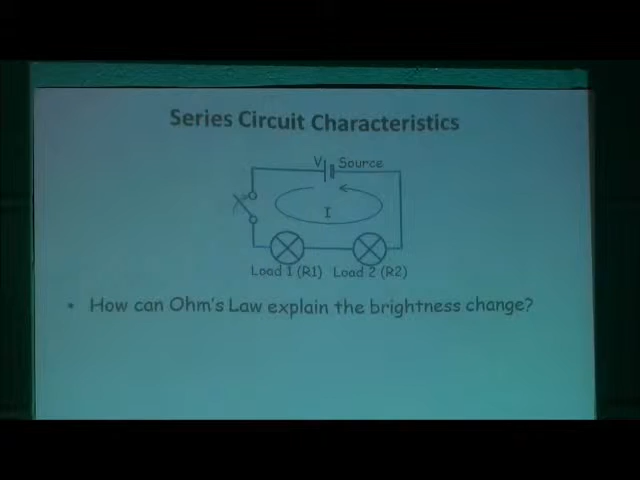 Series Circuit Characteristics
V Source
I
Load 1 (R1) Load 2 (R2)
• How can Ohm's Law explain the brightness change?